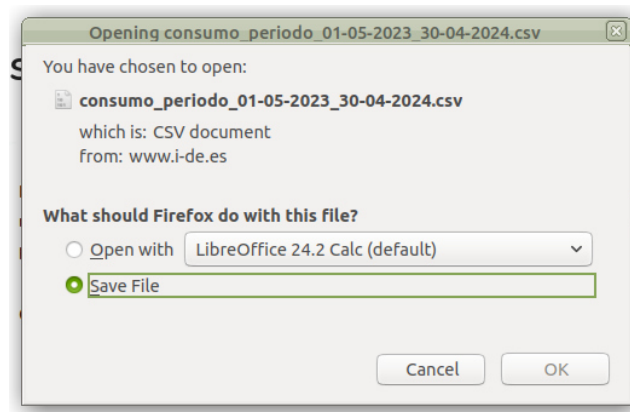 Opening consumo_periodo_01-05-2023_30-04-2024.csv
You have chosen to open:
consumo_periodo_01-05-2023_30-04-2024.csv
which is: CSV document
from: www.i-de.es
What should Firefox do with this file?
Open with LibreOffice 24.2 Calc (default)
Save File
Cancel OK